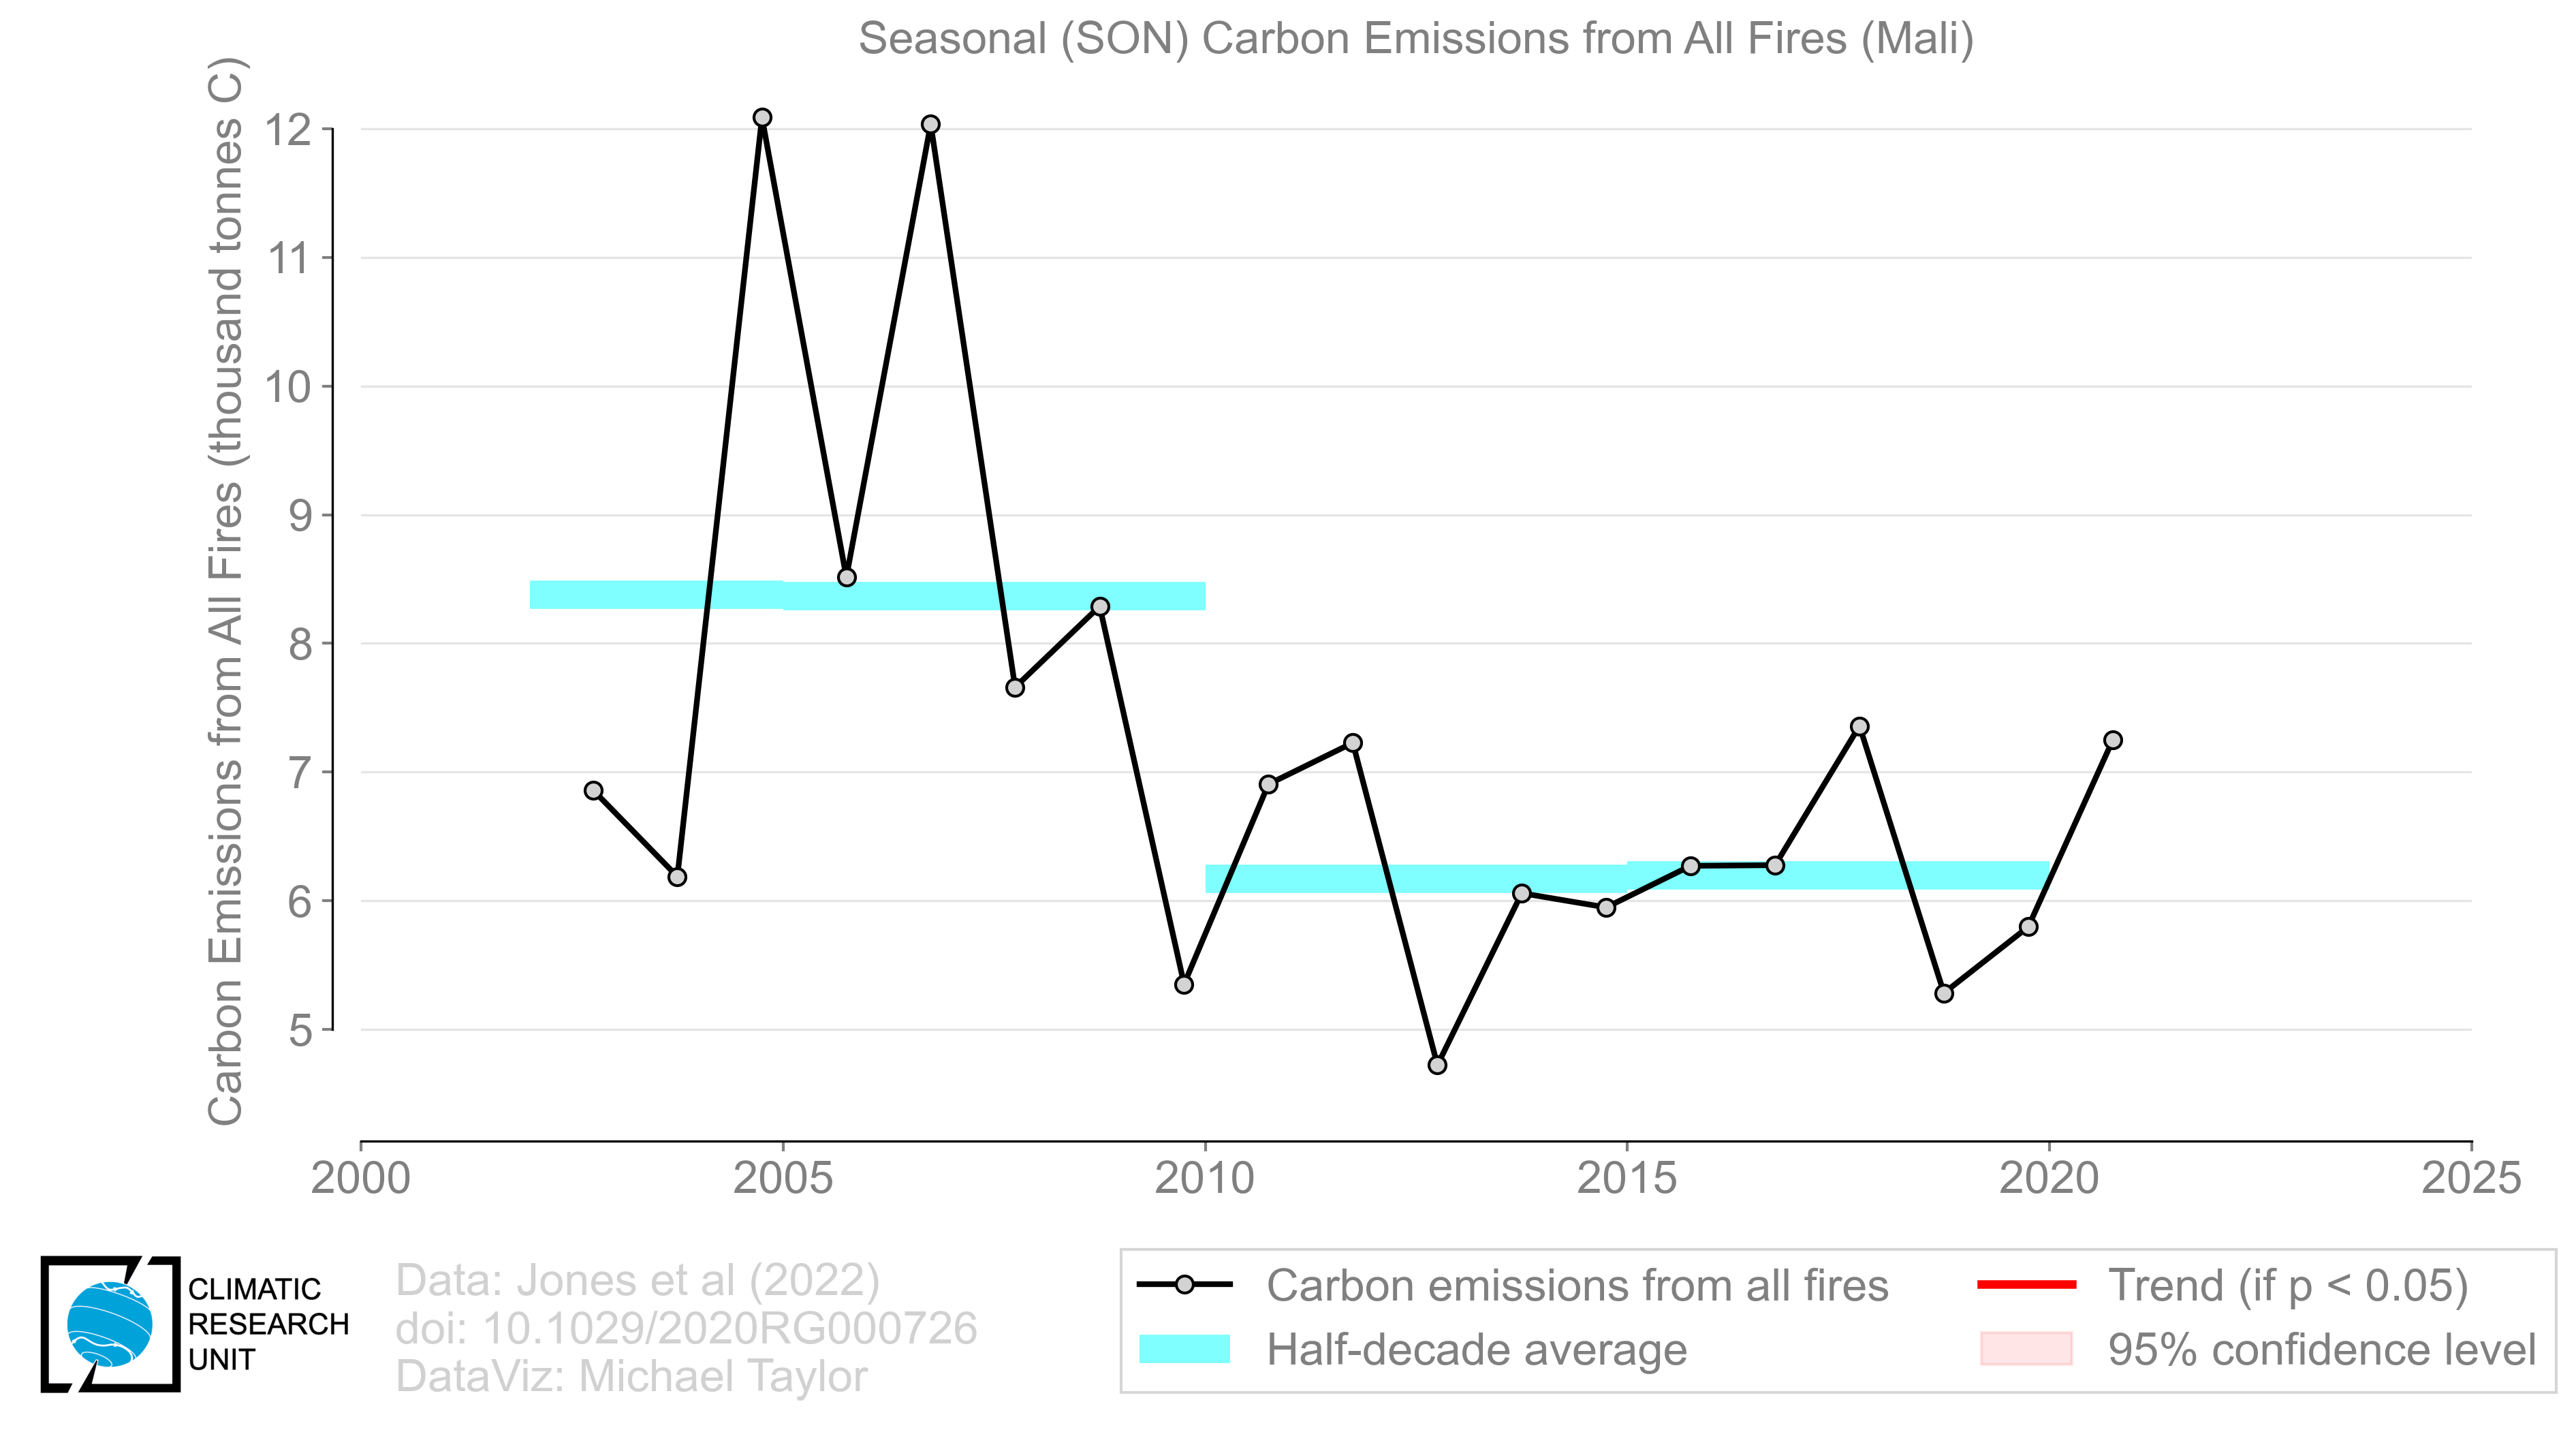 Seasonal (SON) Carbon Emissions from All Fires (Mali)
Carbon Emissions from All Fires (thousand tonnes C)
12
11
10
9
8
7
6
5
2000 2005 2010 2015 2020 2025
CLIMATIC
RESEARCH
UNIT
Data: Jones et al (2022)
doi: 10.1029/2020RG000726
DataViz: Michael Taylor
Carbon emissions from all fires
Half-decade average
Trend (if p < 0.05)
95% confidence level